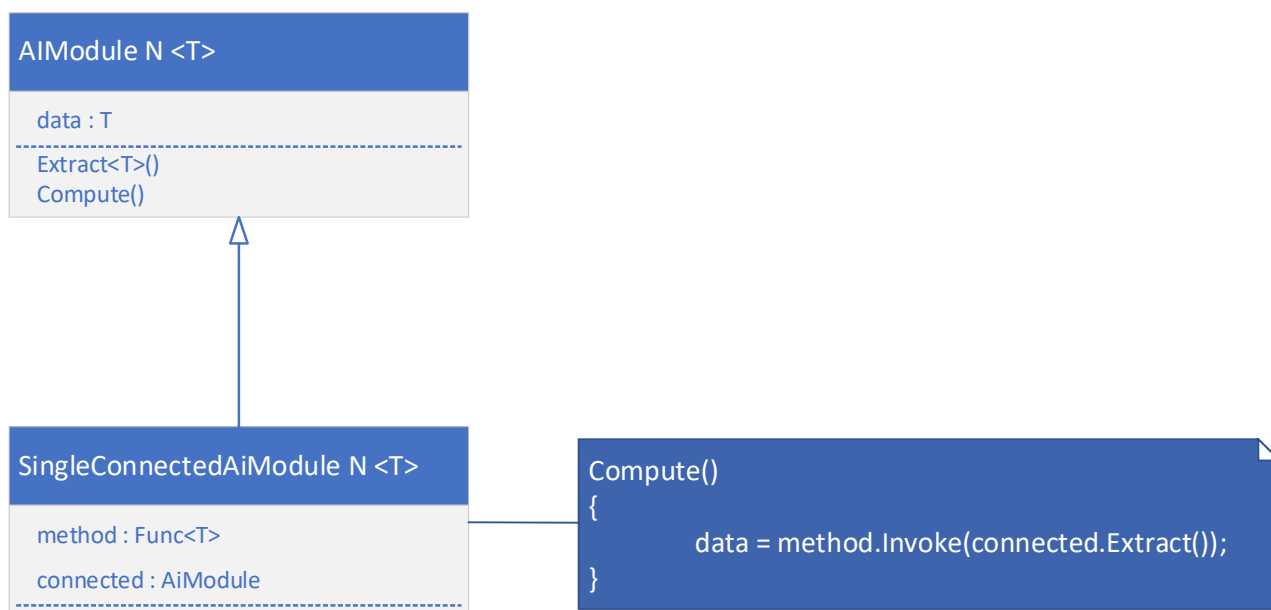 AIModule N <T>
data : T
Extract<T>()
Compute()
SingleConnectedAiModule N <T>
method : Func<T>
connected : AiModule
Compute()
{
data = method.Invoke(connected.Extract());
}